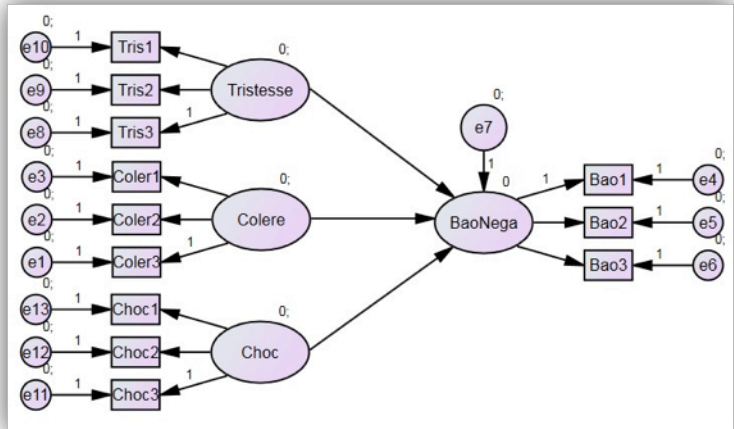 0;
e10 1 Tris1
0;
e9 1 Tris2
0;
e8 1 Tris3
0;
Tristesse
1
0;
e3 1 Coler1
0;
e2 1 Coler2
0;
e1 1 Coler3
0;
Colere
1
0;
e13 1 Choc1
0;
e12 1 Choc2
0;
e11 1 Choc3
0;
Choc
1
0;
e7
1
0
BaoNega
1 Bao1 1 e4
0;
Bao2 1 e5
0;
Bao3 1 e6
0;